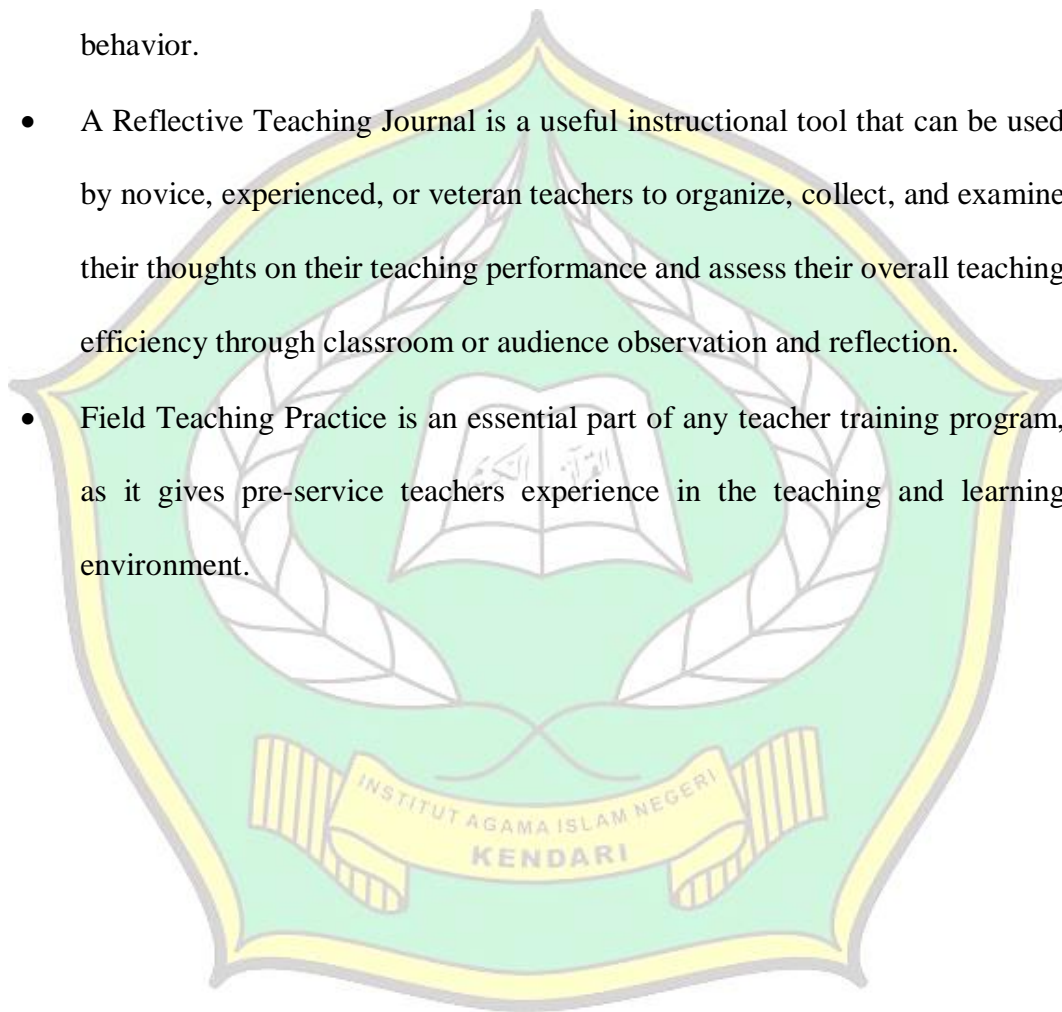 behavior.
• A Reflective Teaching Journal is a useful instructional tool that can be used
by novice, experienced, or veteran teachers to organize, collect, and examine
their thoughts on their teaching performance and assess their overall teaching
efficiency through classroom or audience observation and reflection.
• Field Teaching Practice is an essential part of any teacher training program,
as it gives pre-service teachers experience in the teaching and learning
القرآن الكريم
environment.
INSTITUT AGAMA ISLAM NEGERI
KENDARI